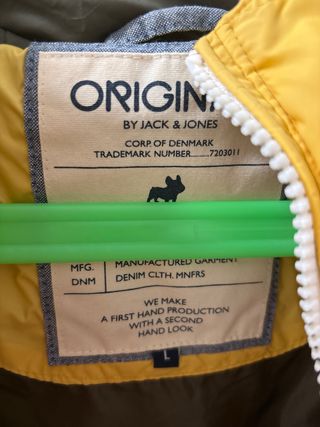 ORIGINA
BY JACK & JONES
CORP. OF DENMARK
TRADEMARK NUMBER..........7203011
MFG. MANUFACTURED GARMENT
DNM DENIM CLTH. MNFRS
WE MAKE
A FIRST HAND PRODUCTION
WITH A SECOND
HAND LOOK
L